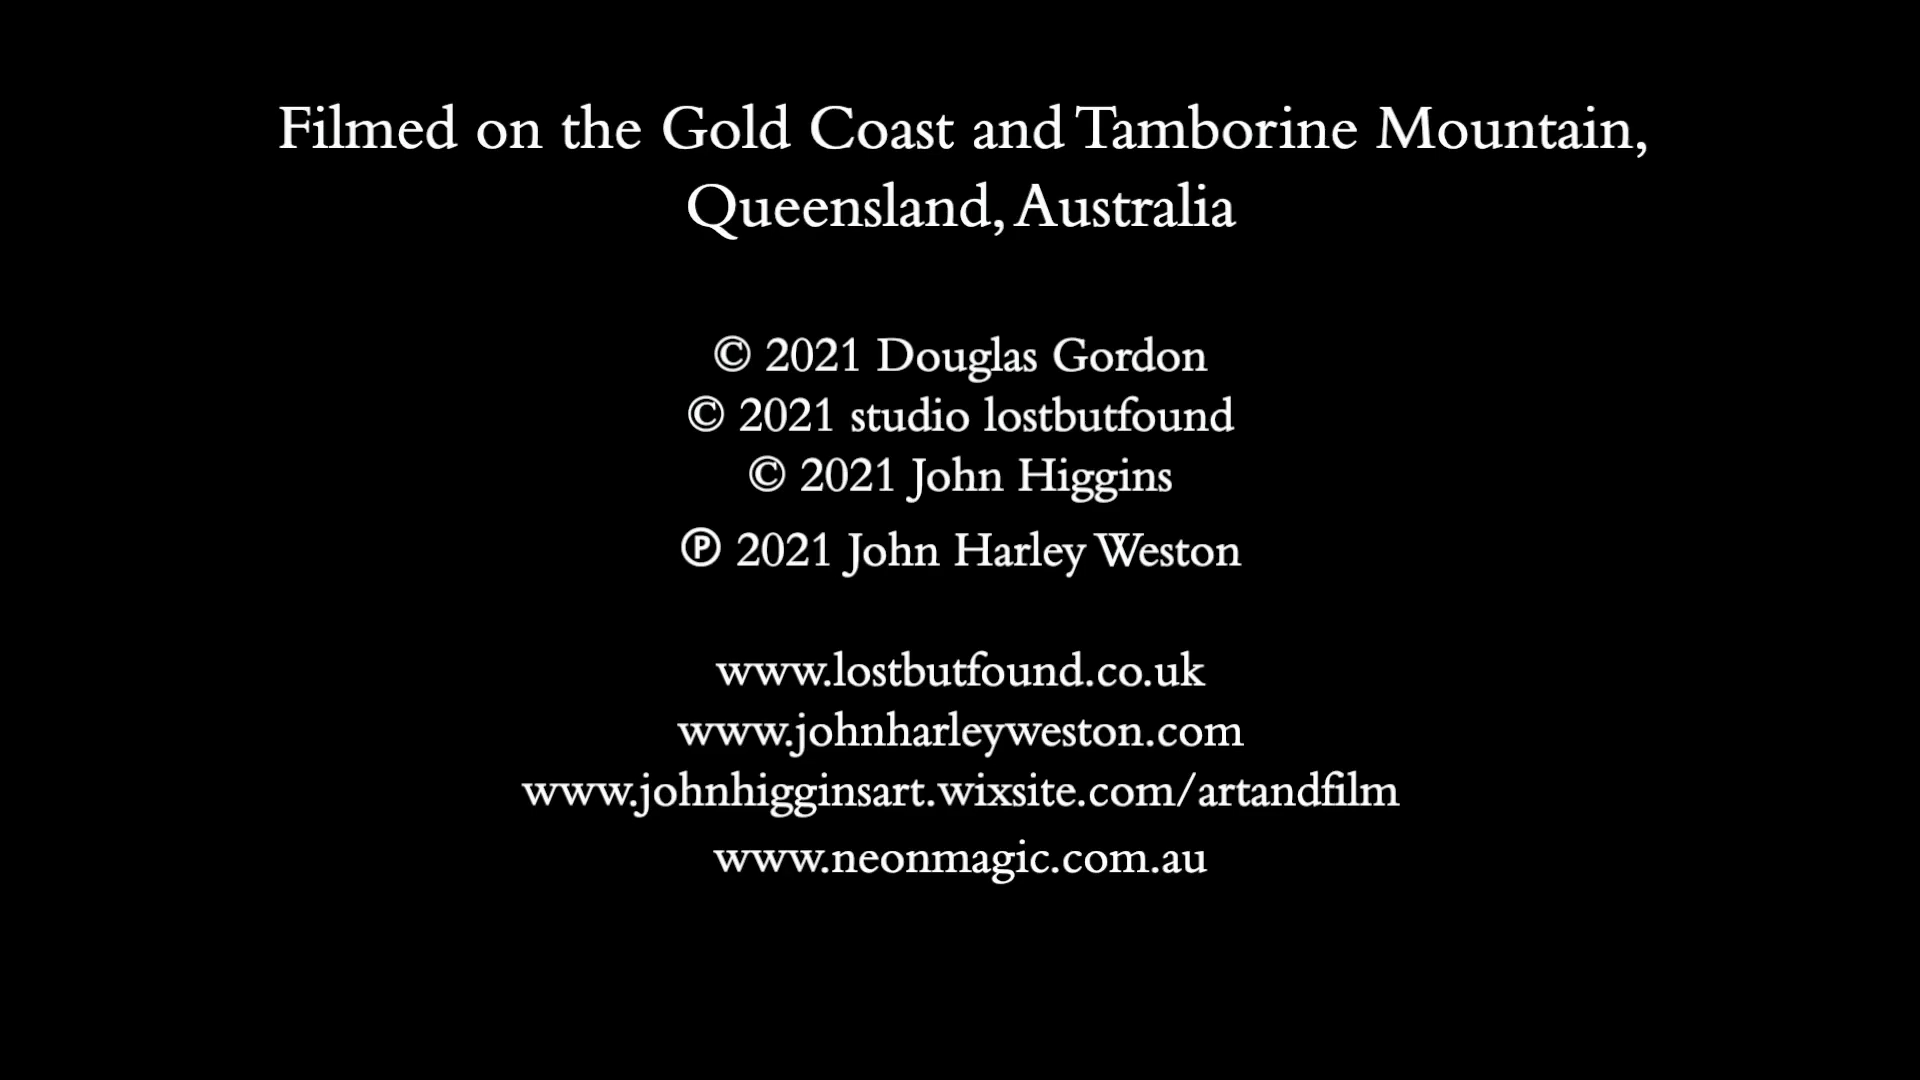 Filmed on the Gold Coast and Tamborine Mountain,
Queensland, Australia
© 2021 Douglas Gordon
© 2021 studio lostbutfound
© 2021 John Higgins
℗ 2021 John Harley Weston
www.lostbutfound.co.uk
www.johnharleyweston.com
www.johnhigginsart.wixsite.com/artandfilm
www.neonmagic.com.au